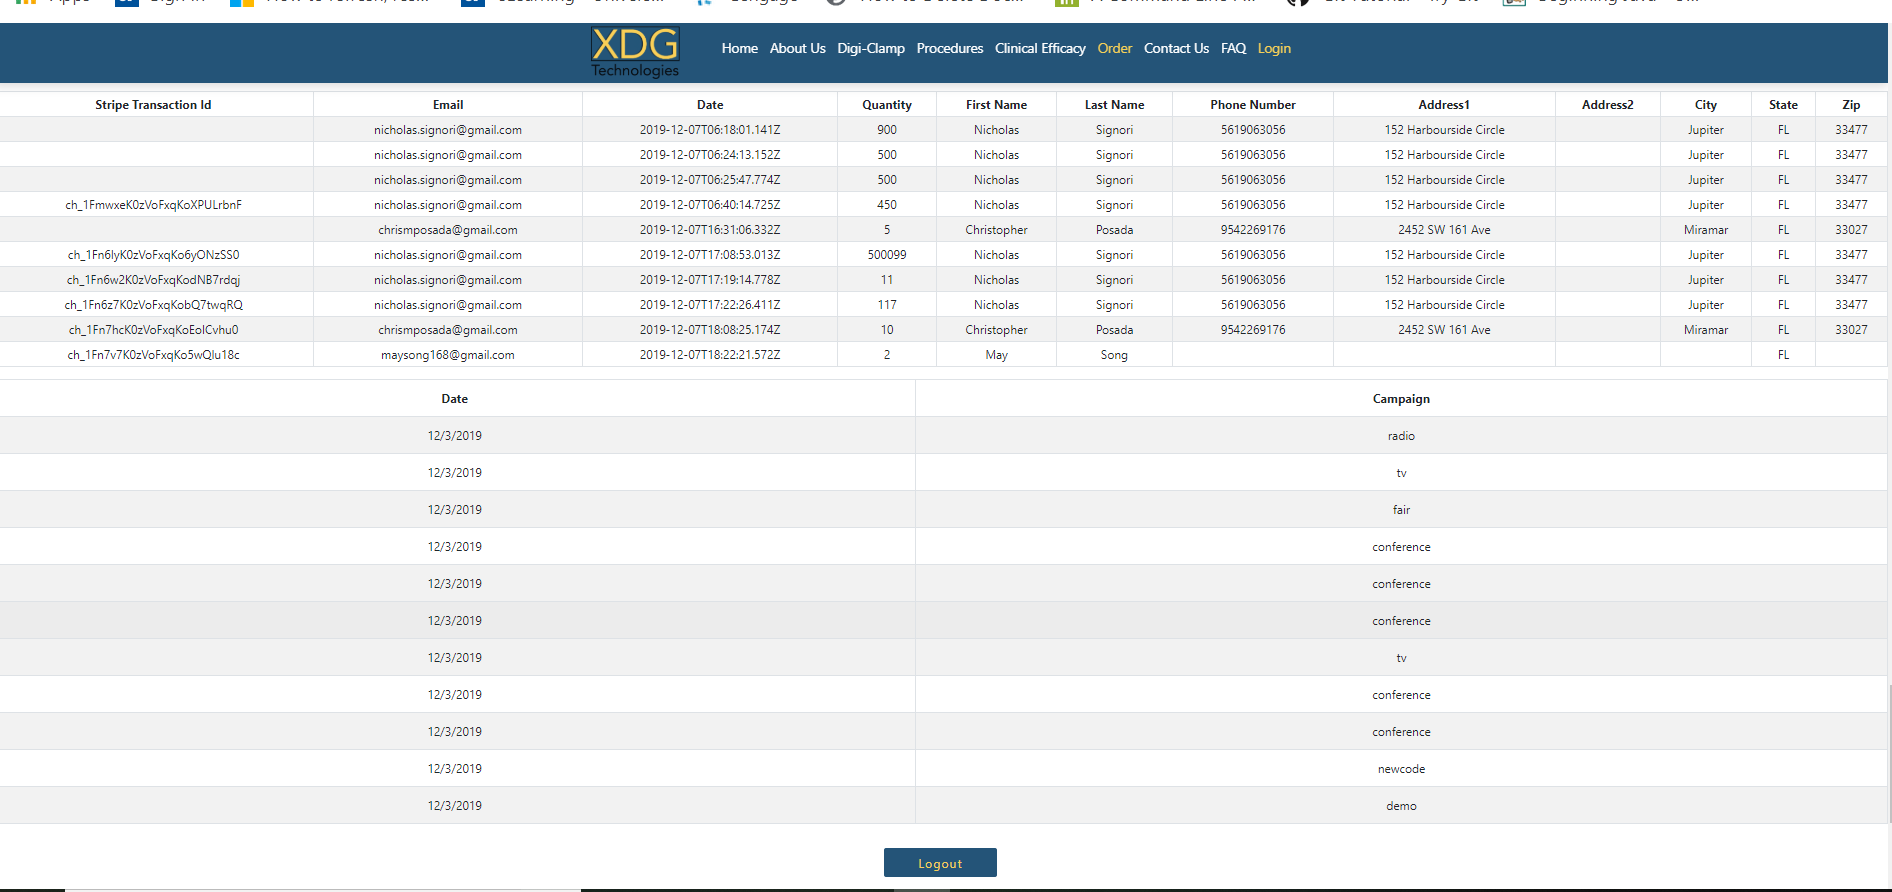 XDG
Technologies
Home About Us Digi-Clamp Procedures Clinical Efficacy Order Contact Us FAQ Login
Stripe Transaction Id Email Date Quantity First Name Last Name Phone Number Address1 Address2 City State Zip
nicholas.signori@gmail.com 2019-12-07T06:18:01.141Z 900 Nicholas Signori 5619063056 152 Harbourside Circle Jupiter FL 33477
nicholas.signori@gmail.com 2019-12-07T06:24:13.152Z 500 Nicholas Signori 5619063056 152 Harbourside Circle Jupiter FL 33477
nicholas.signori@gmail.com 2019-12-07T06:25:47.774Z 500 Nicholas Signori 5619063056 152 Harbourside Circle Jupiter FL 33477
ch_1FmwxeK0zVoFxqKoXPULrbnF nicholas.signori@gmail.com 2019-12-07T06:40:14.725Z 450 Nicholas Signori 5619063056 152 Harbourside Circle Jupiter FL 33477
chrismposada@gmail.com 2019-12-07T16:31:06.332Z 5 Christopher Posada 9542269176 2452 SW 161 Ave Miramar FL 33027
ch_1Fn6lyK0zVoFxqKo6yONzSS0 nicholas.signori@gmail.com 2019-12-07T17:08:53.013Z 500099 Nicholas Signori 5619063056 152 Harbourside Circle Jupiter FL 33477
ch_1Fn6w2K0zVoFxqKodNB7rdqj nicholas.signori@gmail.com 2019-12-07T17:19:14.778Z 11 Nicholas Signori 5619063056 152 Harbourside Circle Jupiter FL 33477
ch_1Fn6z7K0zVoFxqKobQ7twqRQ nicholas.signori@gmail.com 2019-12-07T17:22:26.411Z 117 Nicholas Signori 5619063056 152 Harbourside Circle Jupiter FL 33477
ch_1Fn7hcK0zVoFxqKoEolCvhu0 chrismposada@gmail.com 2019-12-07T18:08:25.174Z 10 Christopher Posada 9542269176 2452 SW 161 Ave Miramar FL 33027
ch_1Fn7v7K0zVoFxqKo5wQlu18c maysong168@gmail.com 2019-12-07T18:22:21.572Z 2 May Song FL
Date Campaign
12/3/2019 radio
12/3/2019 tv
12/3/2019 fair
12/3/2019 conference
12/3/2019 conference
12/3/2019 conference
12/3/2019 tv
12/3/2019 conference
12/3/2019 conference
12/3/2019 newcode
12/3/2019 demo
Logout